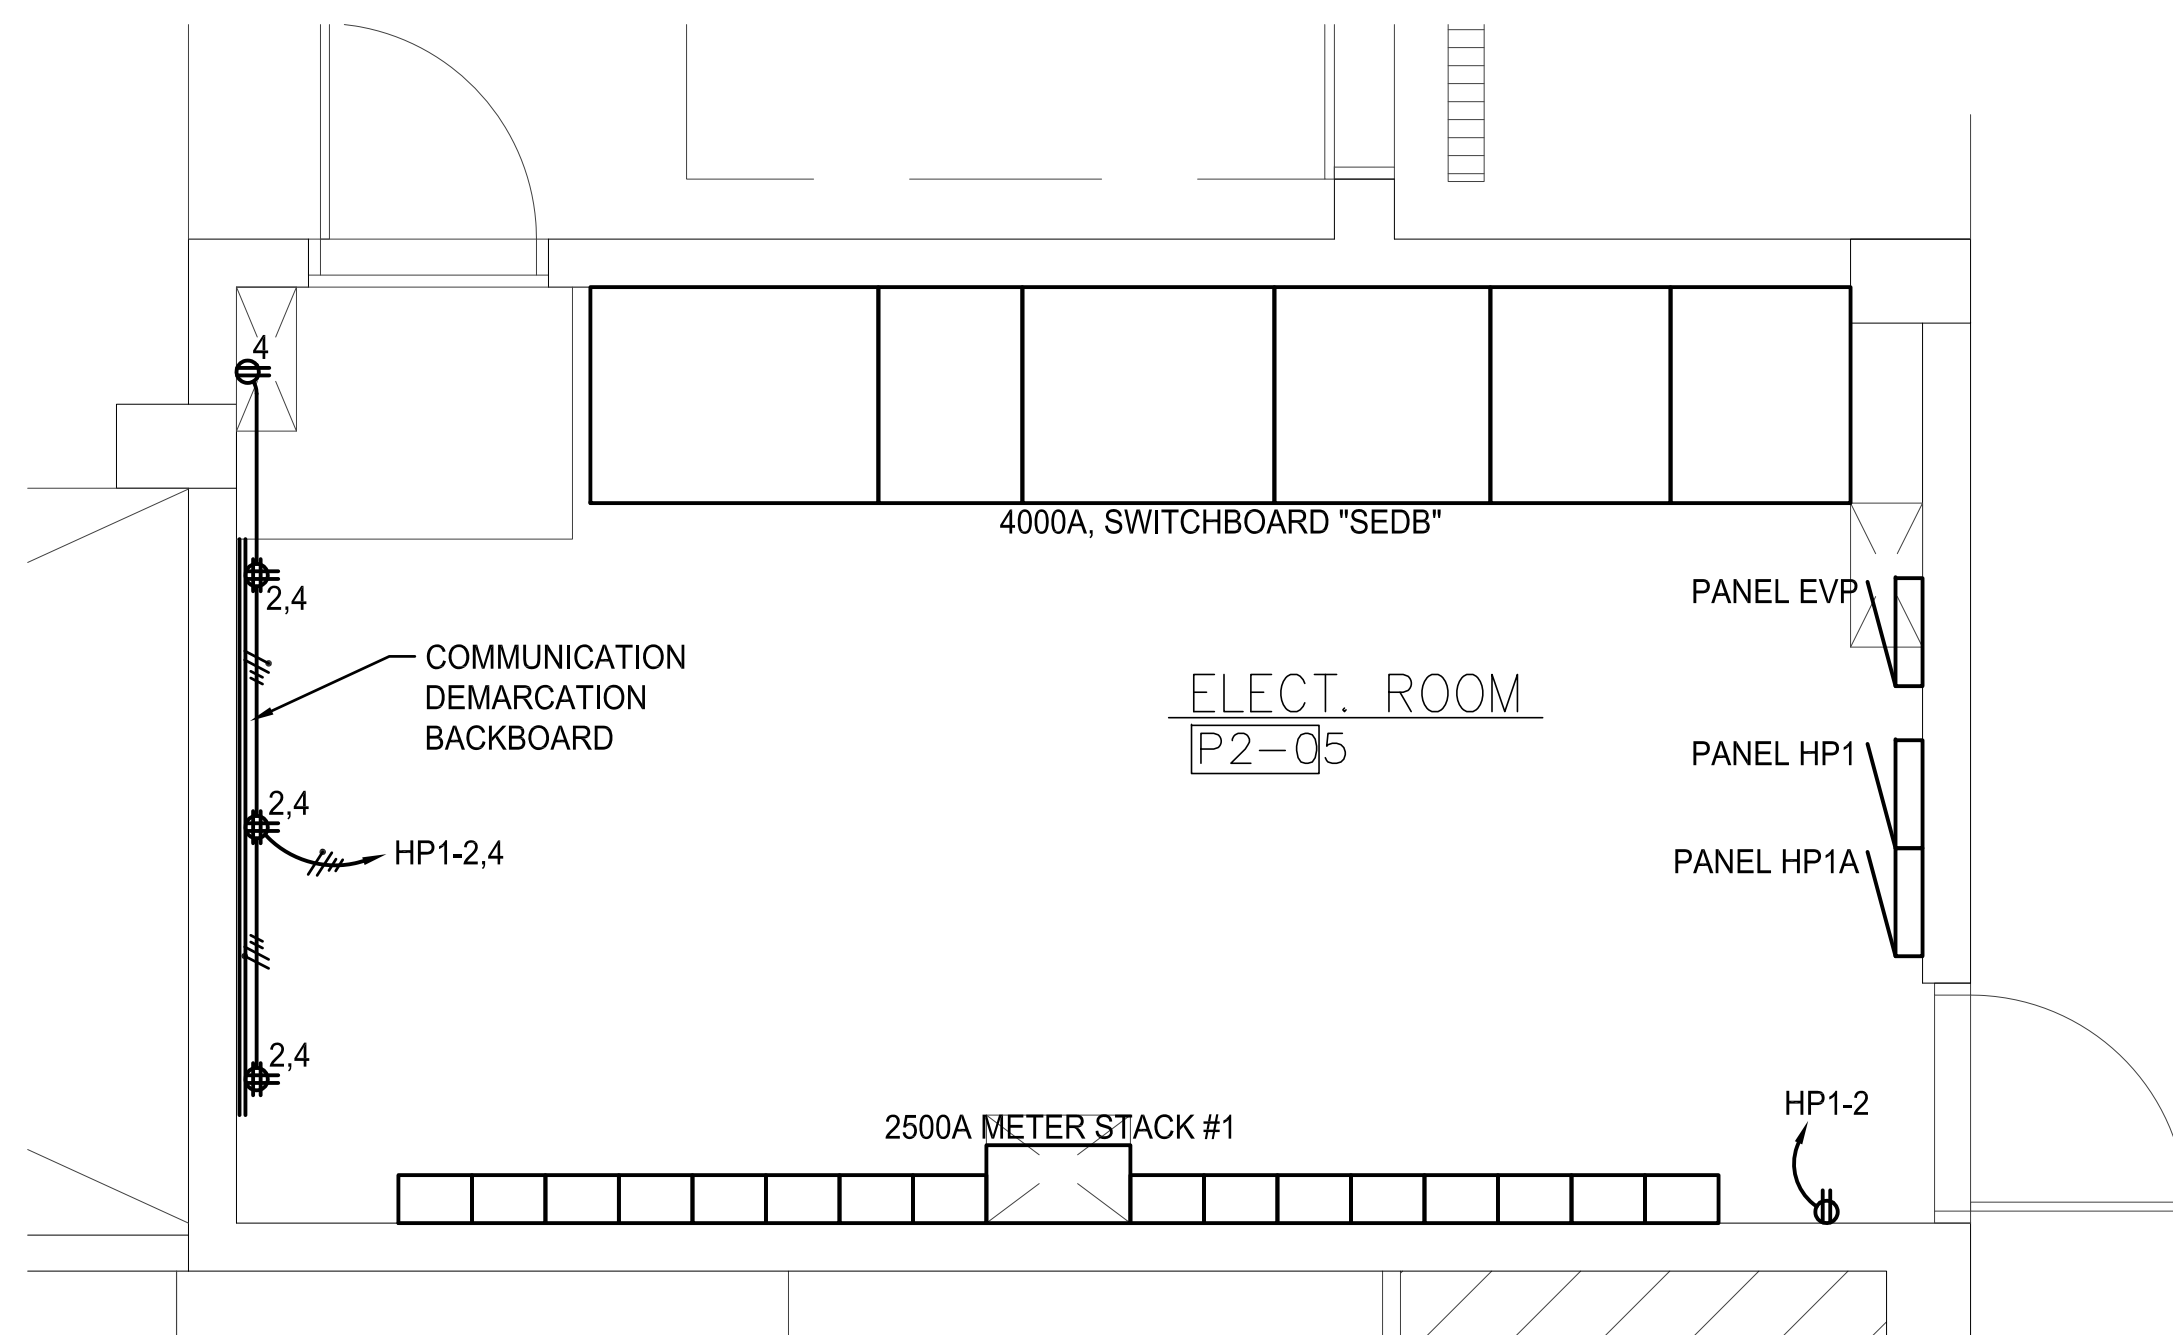 4
4000A, SWITCHBOARD "SEDB"
2,4
PANEL EVP
COMMUNICATION
DEMARCATION
BACKBOARD
ELECT. ROOM
P2-05
PANEL HP1
2,4
HP1-2,4
PANEL HP1A
2,4
HP1-2
2500A METER STACK #1